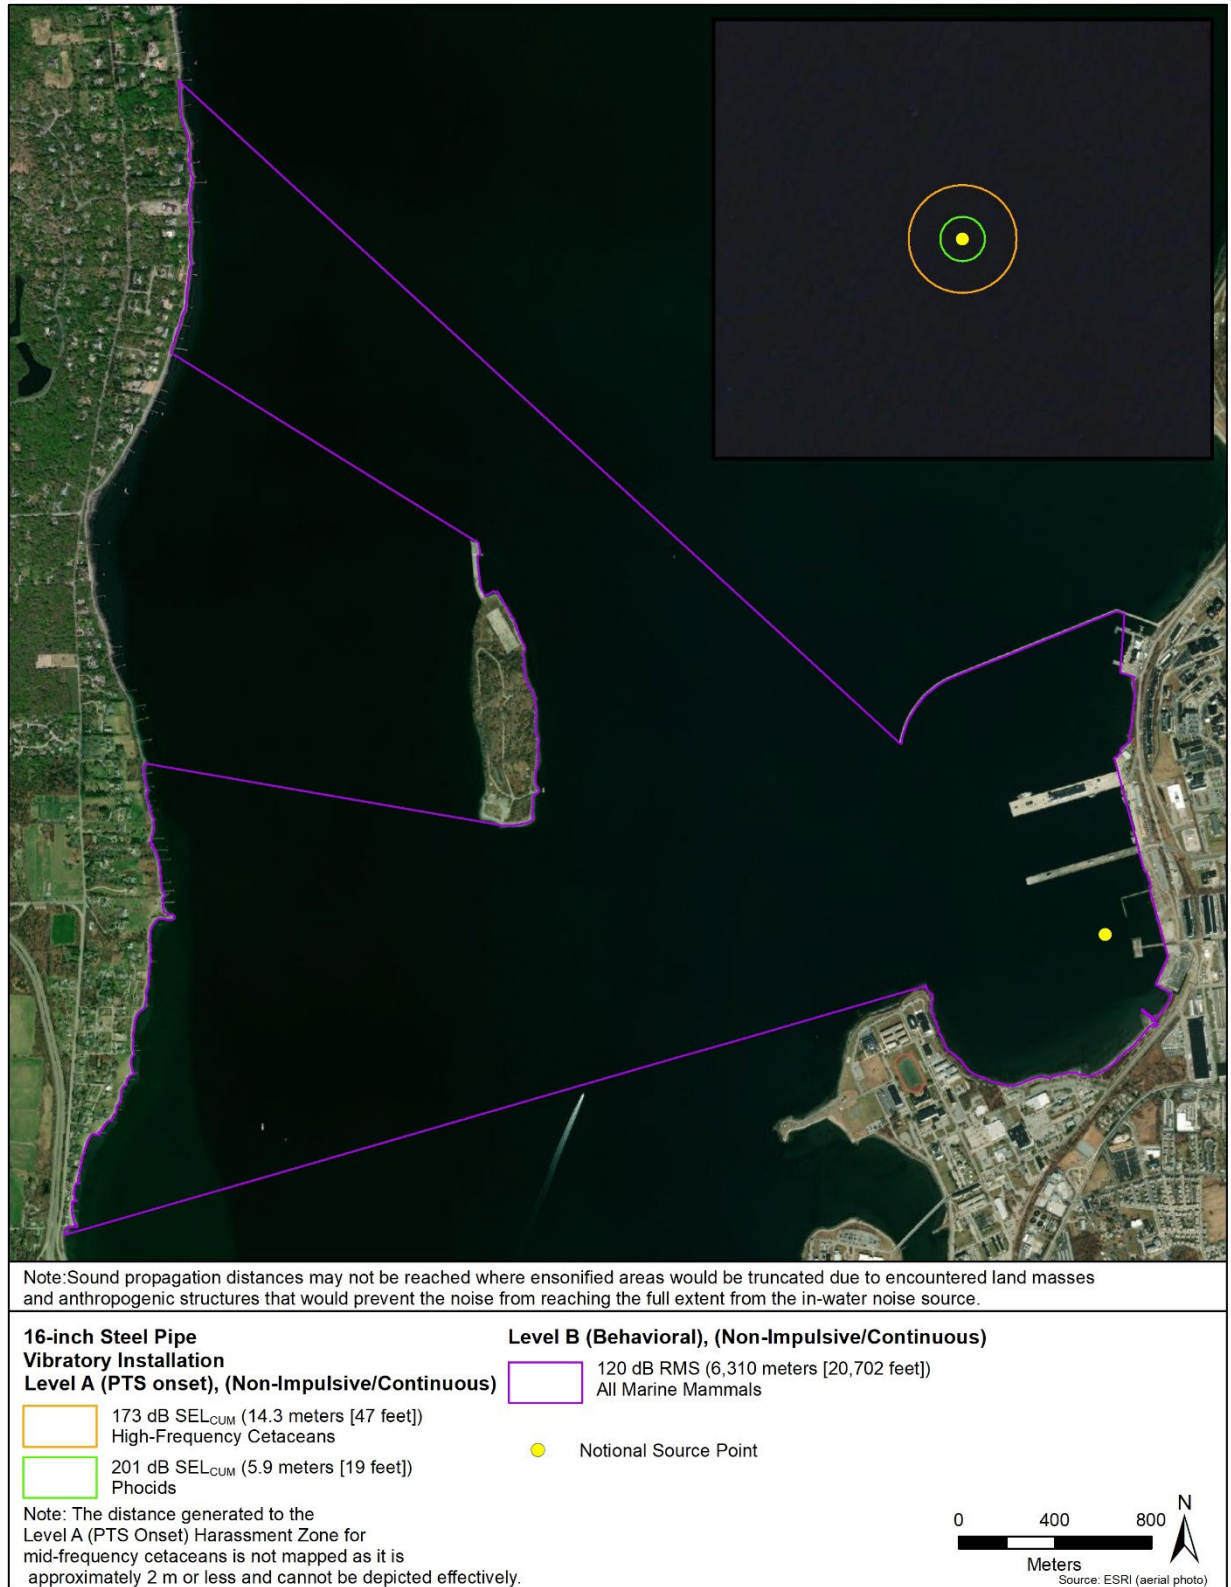 Note:Sound propagation distances may not be reached where ensonified areas would be truncated due to encountered land masses
and anthropogenic structures that would prevent the noise from reaching the full extent from the in-water noise source.
16-inch Steel Pipe
Vibratory Installation
Level A (PTS onset), (Non-Impulsive/Continuous)
173 dB SELCUM (14.3 meters [47 feet])
High-Frequency Cetaceans
201 dB SELCUM (5.9 meters [19 feet])
Phocids
Note: The distance generated to the
Level A (PTS Onset) Harassment Zone for
mid-frequency cetaceans is not mapped as it is
approximately 2 m or less and cannot be depicted effectively.
Level B (Behavioral), (Non-Impulsive/Continuous)
120 dB RMS (6,310 meters [20,702 feet])
All Marine Mammals
Notional Source Point
0 400 800
Meters
N
Source: ESRI (aerial photo)